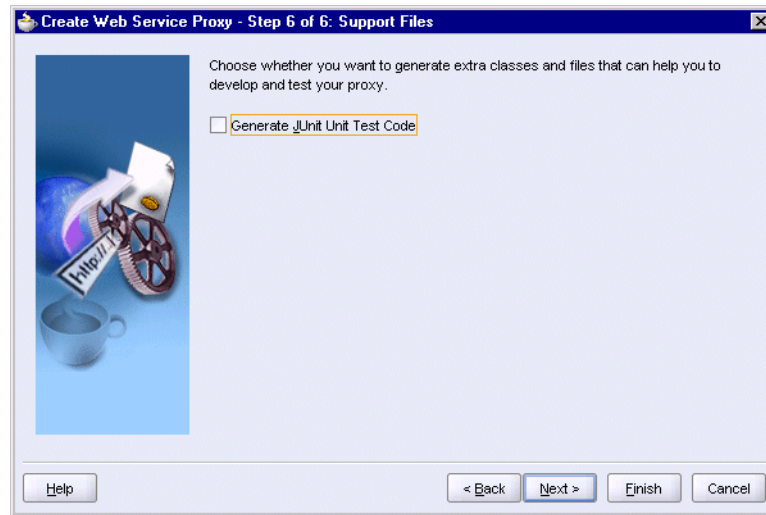 Create Web Service Proxy - Step 6 of 6: Support Files
Choose whether you want to generate extra classes and files that can help you to
develop and test your proxy.
Generate JUnit Unit Test Code
http://
Help
< Back
Next >
Finish
Cancel